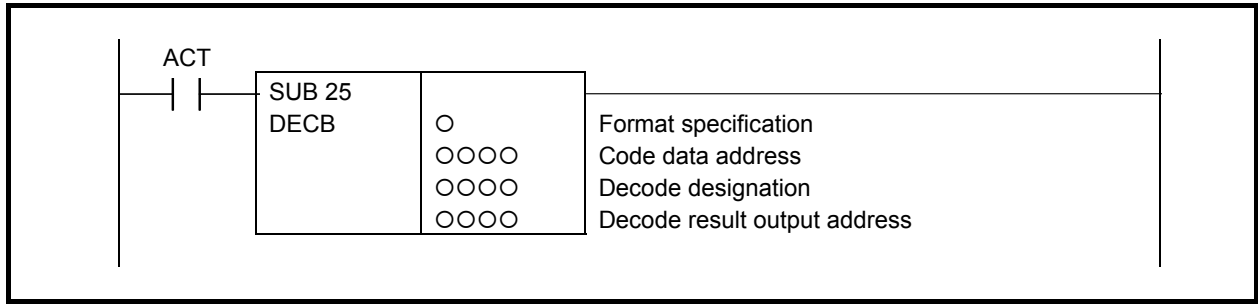 ACT
SUB 25
DECB ○ Format specification
○○○○ Code data address
○○○○ Decode designation
○○○○ Decode result output address